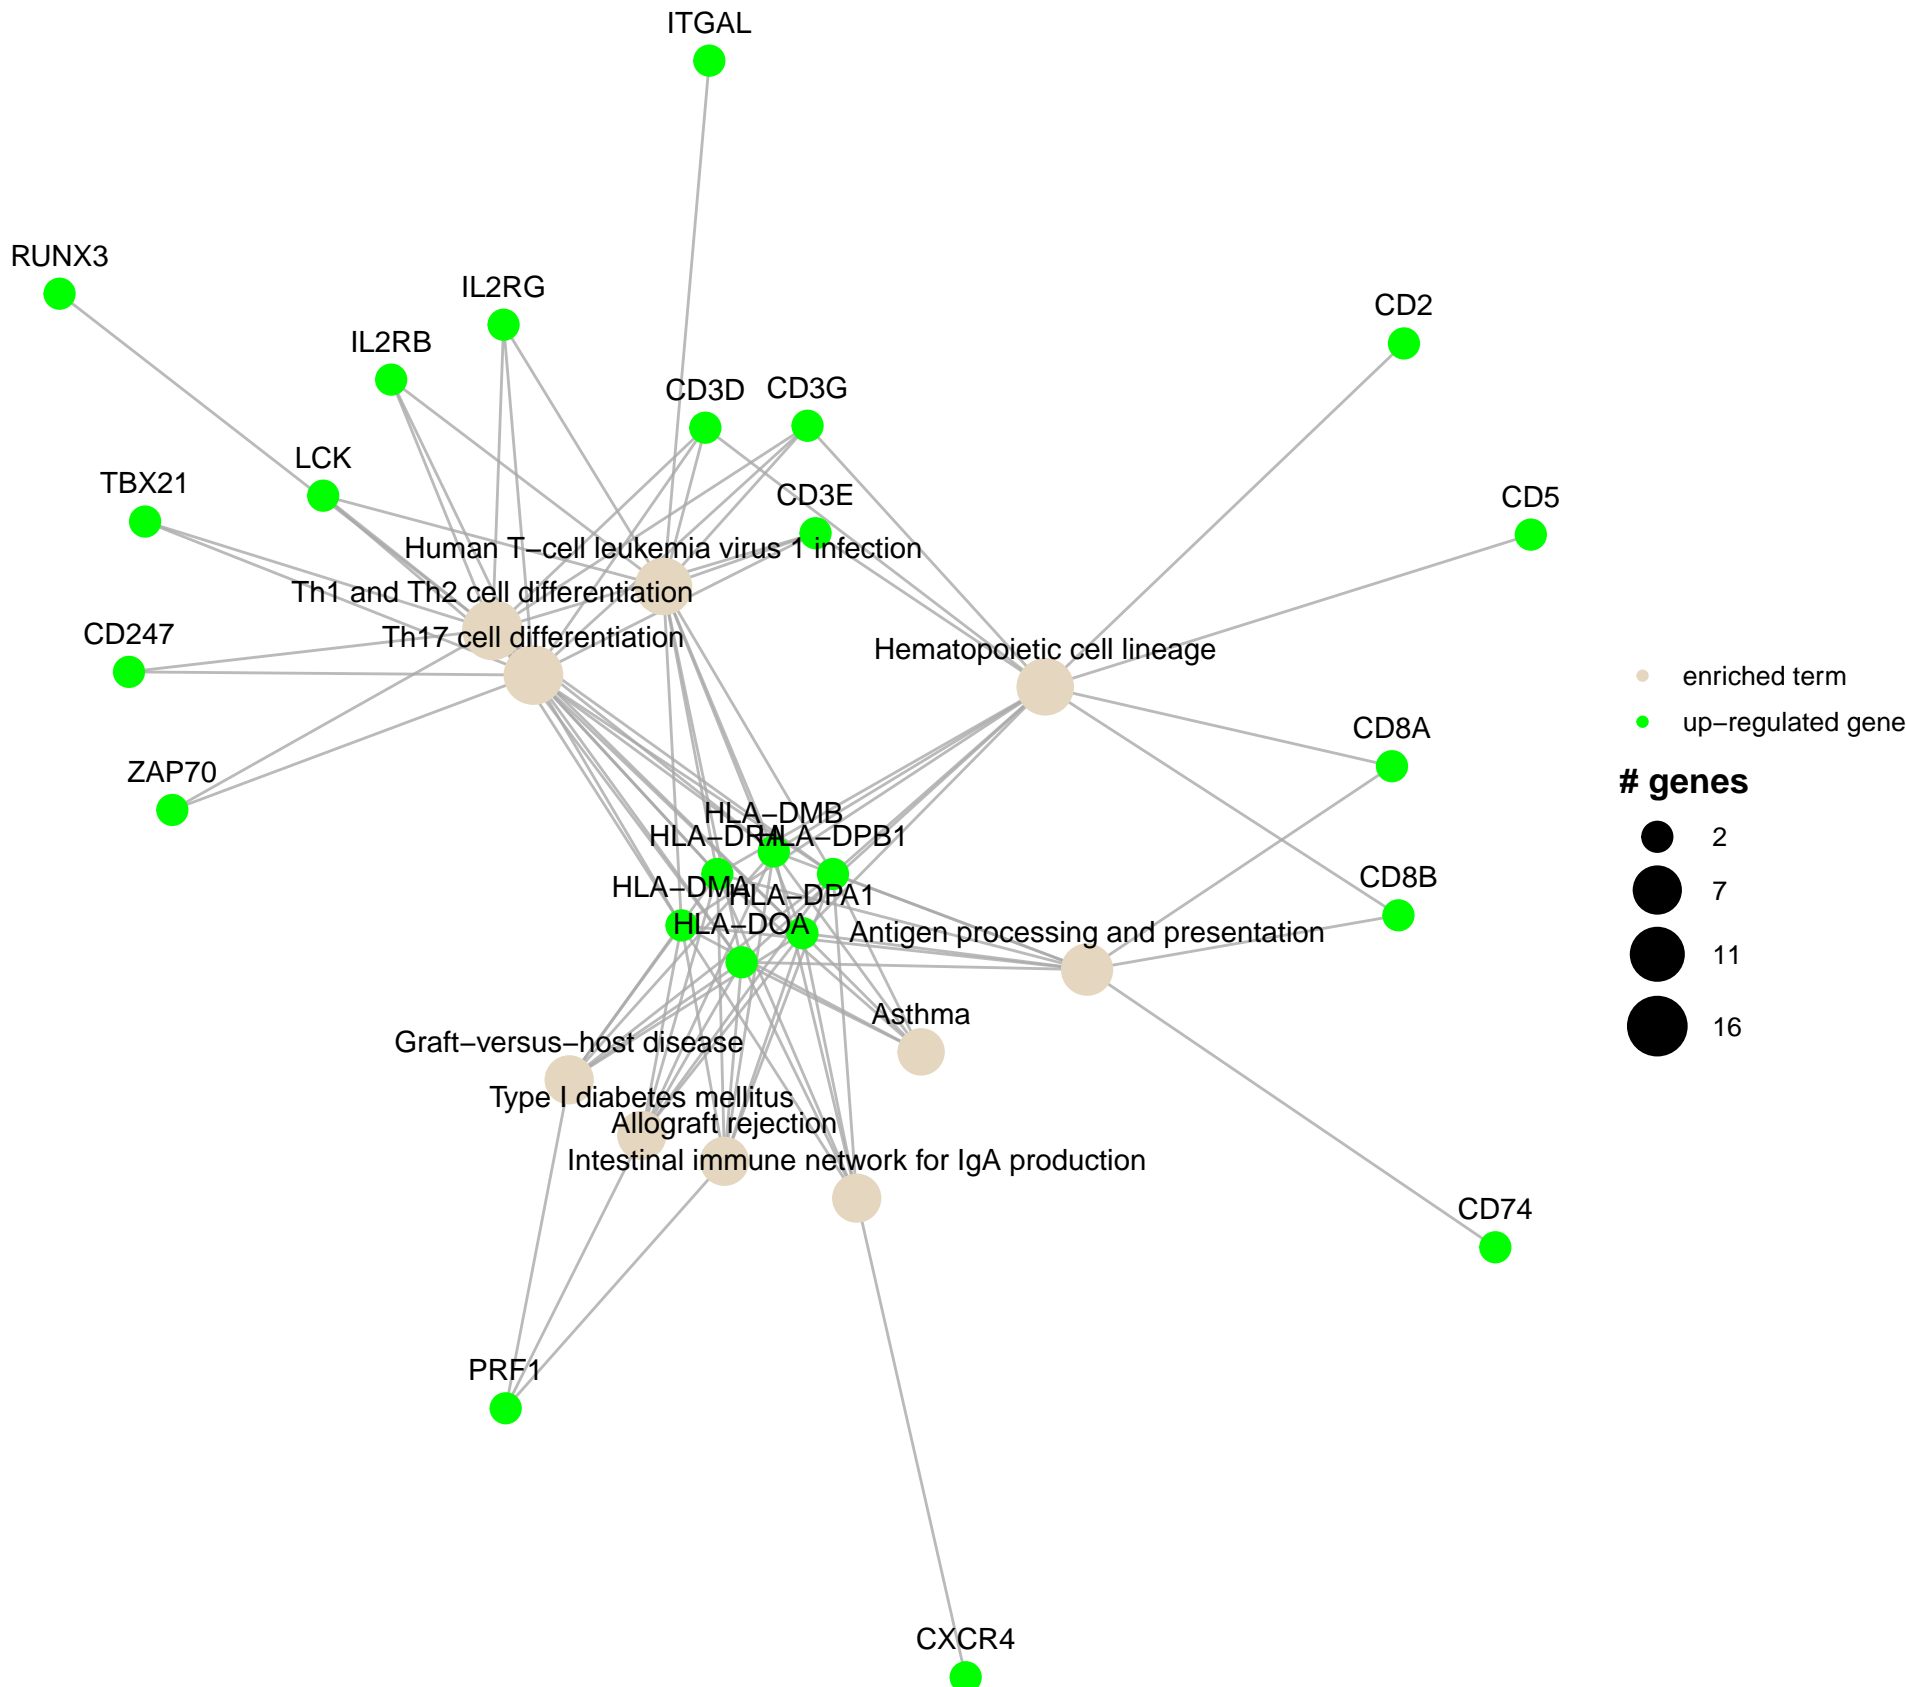 ITGAL
RUNX3
IL2RG
CD2
IL2RB
CD3D
CD3G
LCK
TBX21
CD3E
CD5
Human T−cell leukemia virus 1 infection
Th1 and Th2 cell differentiation
CD247
Th17 cell differentiation
Hematopoietic cell lineage
enriched term
up−regulated gene
CD8A
ZAP70
# genes
HLA−DMB
HLA−DRA
HLA−DPB1
2
HLA−DMA
HLA−DPA1
CD8B
7
HLA−DOA
Antigen processing and presentation
11
Asthma
16
Graft−versus−host disease
Type I diabetes mellitus
Allograft rejection
Intestinal immune network for IgA production
CD74
PRF1
CXCR4